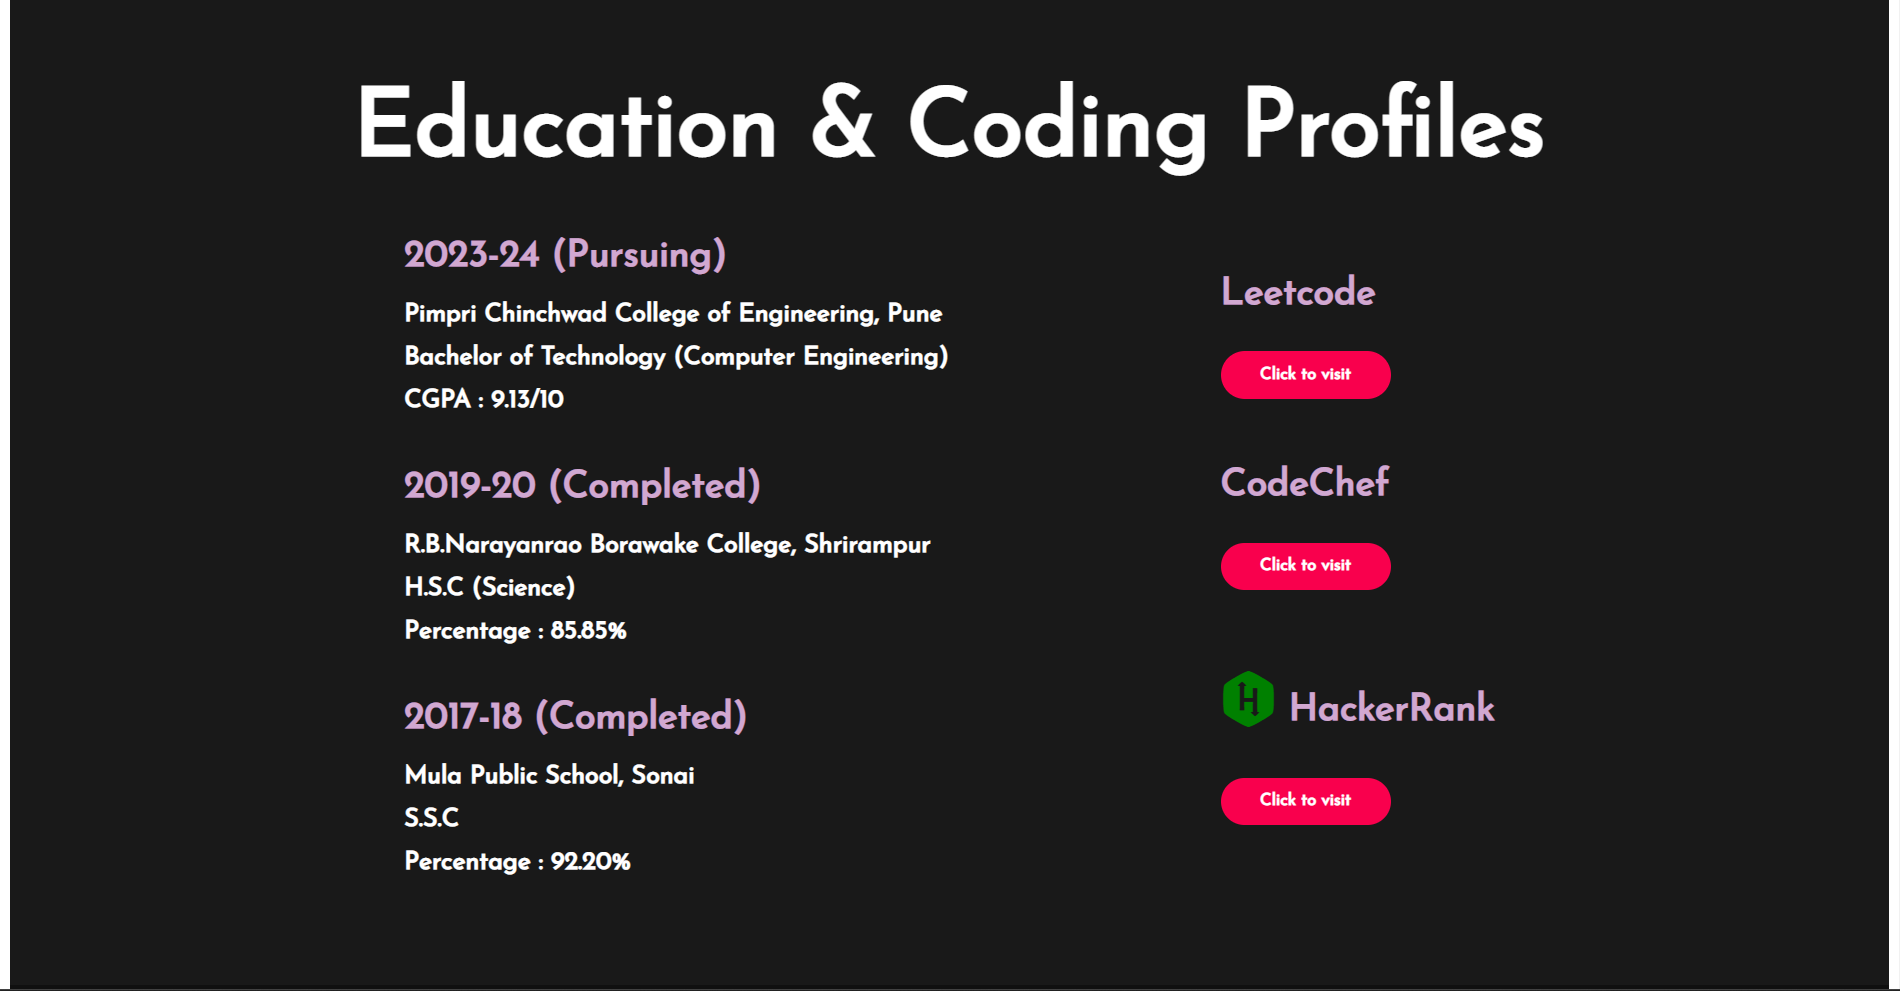 Education & Coding Profiles
2023-24 (Pursuing)
Pimpri Chinchwad College of Engineering, Pune
Bachelor of Technology (Computer Engineering)
CGPA : 9.13/10
2019-20 (Completed)
R.B.Narayanrao Borawake College, Shrirampur
H.S.C (Science)
Percentage : 85.85%
2017-18 (Completed)
Mula Public School, Sonai
S.S.C
Percentage : 92.20%
Leetcode
Click to visit
CodeChef
Click to visit
H HackerRank
Click to visit